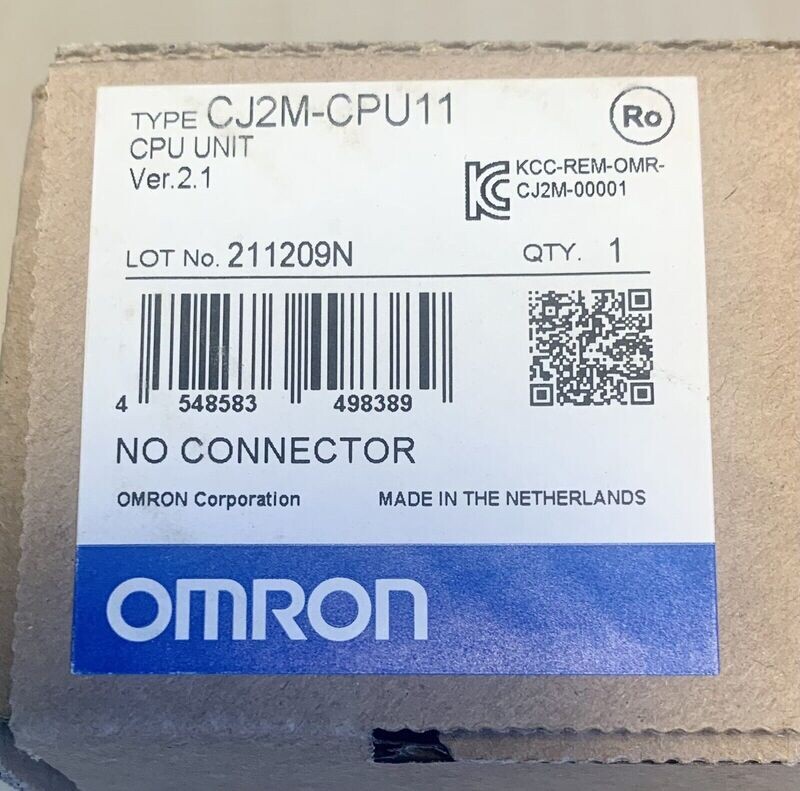 TYPE CJ2M-CPU11
Ro
CPU UNIT
Ver.2.1
KC
KCC-REM-OMR-
CJ2M-00001
LOT No. 211209N
QTY. 1
4 548583 498389
NO CONNECTOR
OMRON Corporation
MADE IN THE NETHERLANDS
OMRON